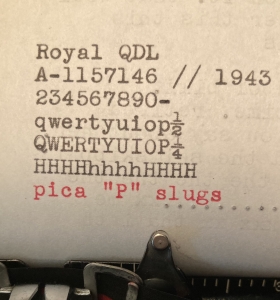 Royal QDL
A-1157146 // 1943
234567890-
qwertyuiop½
QWERTYUIOP¼
HHHHhhhhHHHH
pica "P" slugs